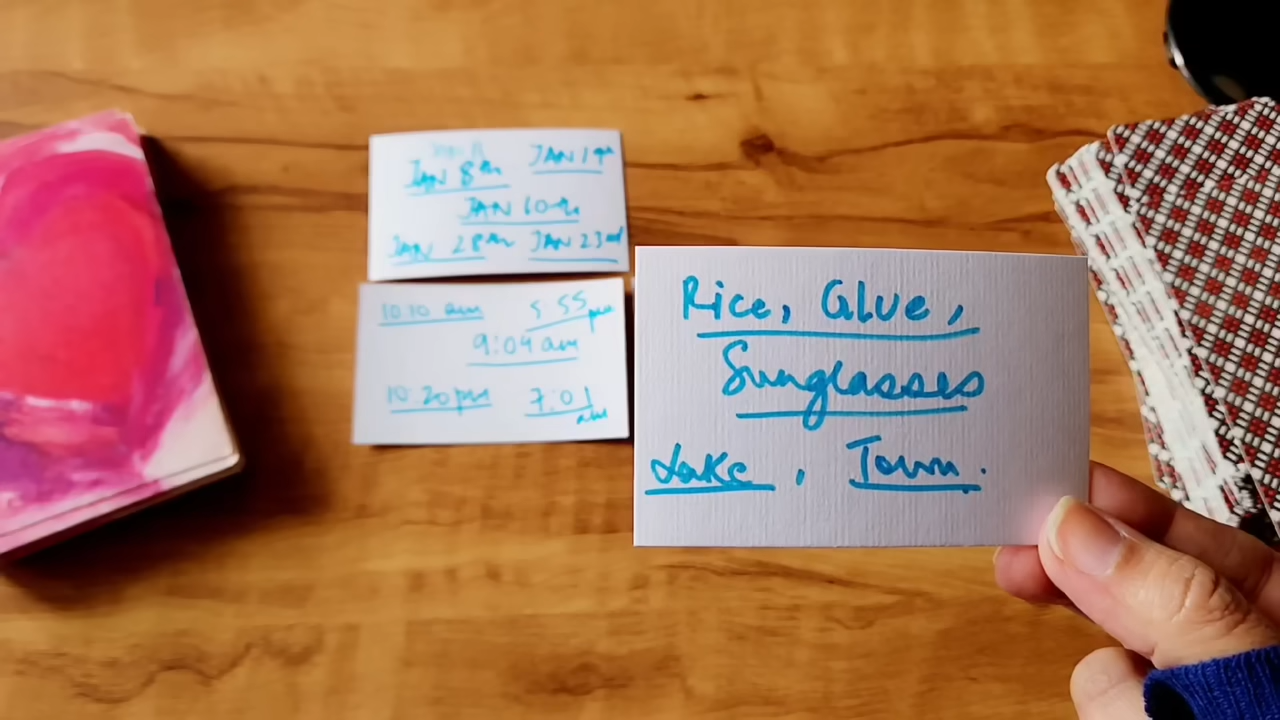 JAN 8th JAN 19th
JAN 10th
JAN 28th JAN 23rd
10:10 am 5:55 pm
9:04 am
10:20 pm 7:01 am
Rice, Glue,
Sunglasses
Lake, Town.